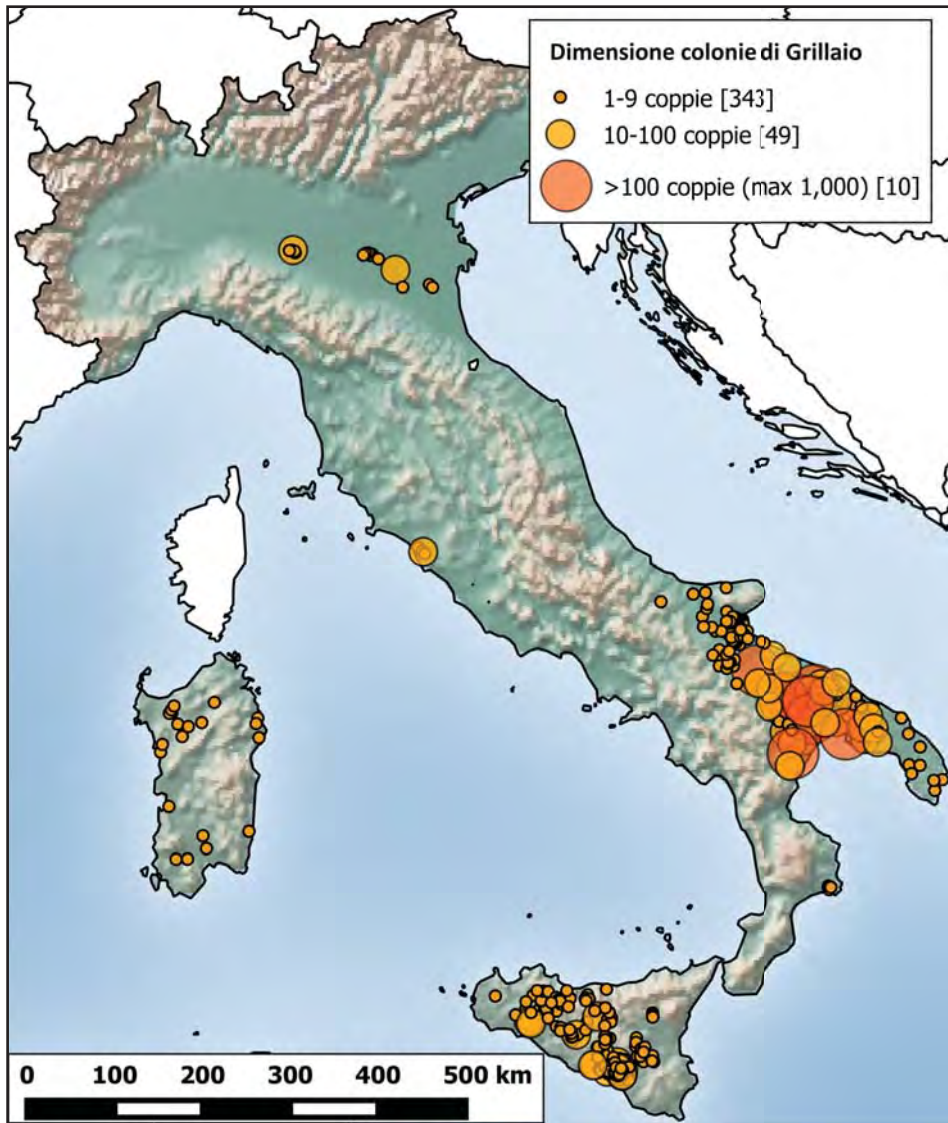 Dimensione colonie di Grillaio
1-9 coppie [343]
10-100 coppie [49]
>100 coppie (max 1,000) [10]
0 100 200 300 400 500 km